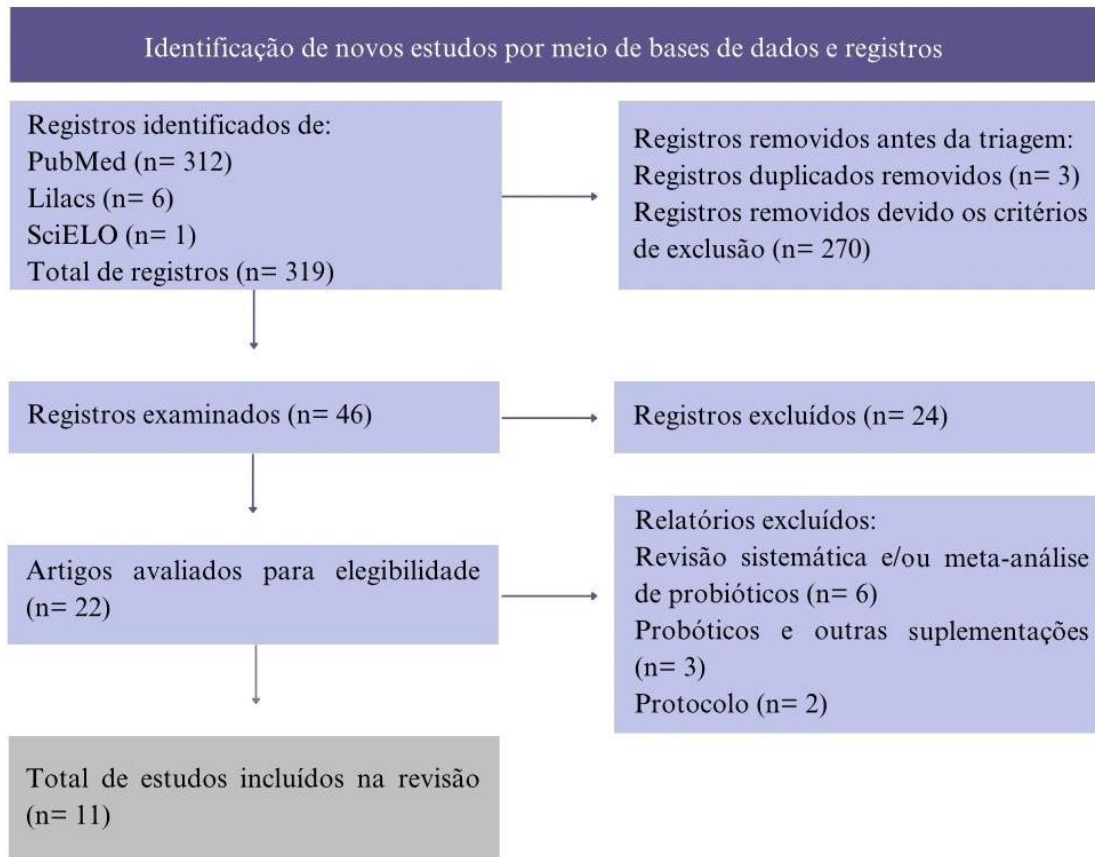 Identificação de novos estudos por meio de bases de dados e registros
Registros identificados de:
PubMed (n= 312)
Lilacs (n= 6)
SciELO (n= 1)
Total de registros (n= 319)
Registros removidos antes da triagem:
Registros duplicados removidos (n= 3)
Registros removidos devido os critérios
de exclusão (n= 270)
Registros examinados (n= 46)
Registros excluídos (n= 24)
Artigos avaliados para elegibilidade
(n= 22)
Relatórios excluídos:
Revisão sistemática e/ou meta-análise
de probióticos (n= 6)
Probóticos e outras suplementações
(n= 3)
Protocolo (n= 2)
Total de estudos incluídos na revisão
(n= 11)